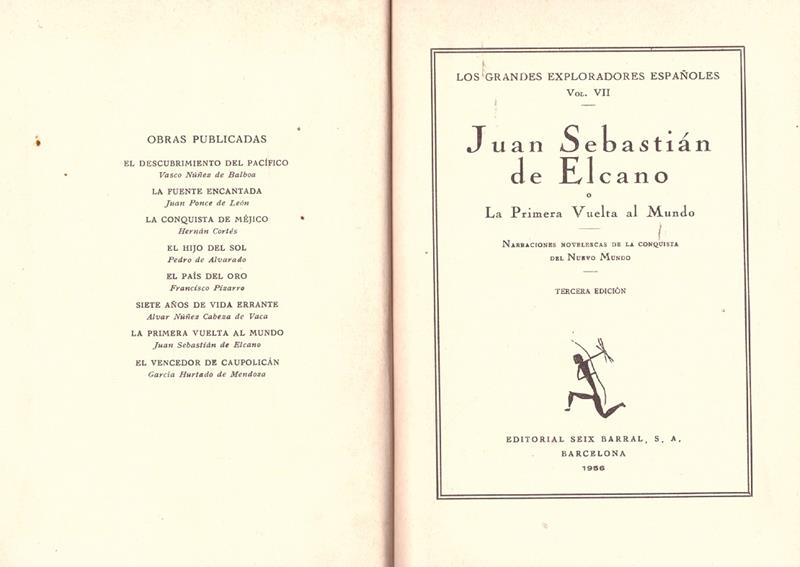 OBRAS PUBLICADAS
EL DESCUBRIMIENTO DEL PACÍFICO
Vasco Núñez de Balboa
LA FUENTE ENCANTADA
Juan Ponce de León
LA CONQUISTA DE MÉJICO
Hernán Cortés
EL HIJO DEL SOL
Pedro de Alvarado
EL PAÍS DEL ORO
Francisco Pizarro
SIETE AÑOS DE VIDA ERRANTE
Alvar Núñez Cabeza de Vaca
LA PRIMERA VUELTA AL MUNDO
Juan Sebastián de Elcano
EL VENCEDOR DE CAUPOLICÁN
García Hurtado de Mendoza
LOS GRANDES EXPLORADORES ESPAÑOLES
VOL. VII
Juan Sebastián
de Elcano
o
La Primera Vuelta al Mundo
NARRACIONES NOVELESCAS DE LA CONQUISTA
DEL NUEVO MUNDO
TERCERA EDICIÓN
EDITORIAL SEIX BARRAL, S. A.
BARCELONA
1956